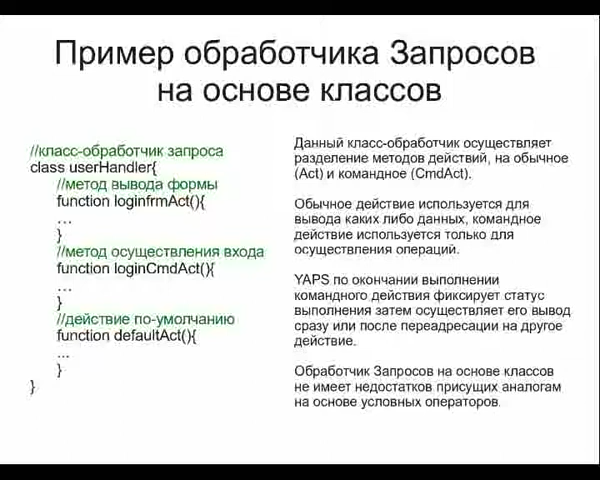 Пример обработчика Запросов
на основе классов
//класс-обработчик запроса
class userHandler{
//метод вывода формы
function loginfrmAct(){
...
}
//метод осуществления входа
function loginCmdAct(){
...
}
//действие по-умолчанию
function defaultAct(){
...
}
}
Данный класс-обработчик осуществляет
разделение методов действий, на обычное
(Act) и командное (CmdAct).
Обычное действие используется для
вывода каких либо данных, командное
действие используется только для
осуществления операций.
YAPS по окончании выполнении
командного действия фиксирует статус
выполнения затем осуществляет его вывод
сразу или после переадресации на другое
действие.
Обработчик Запросов на основе классов
не имеет недостатков присущих аналогам
на основе условных операторов.